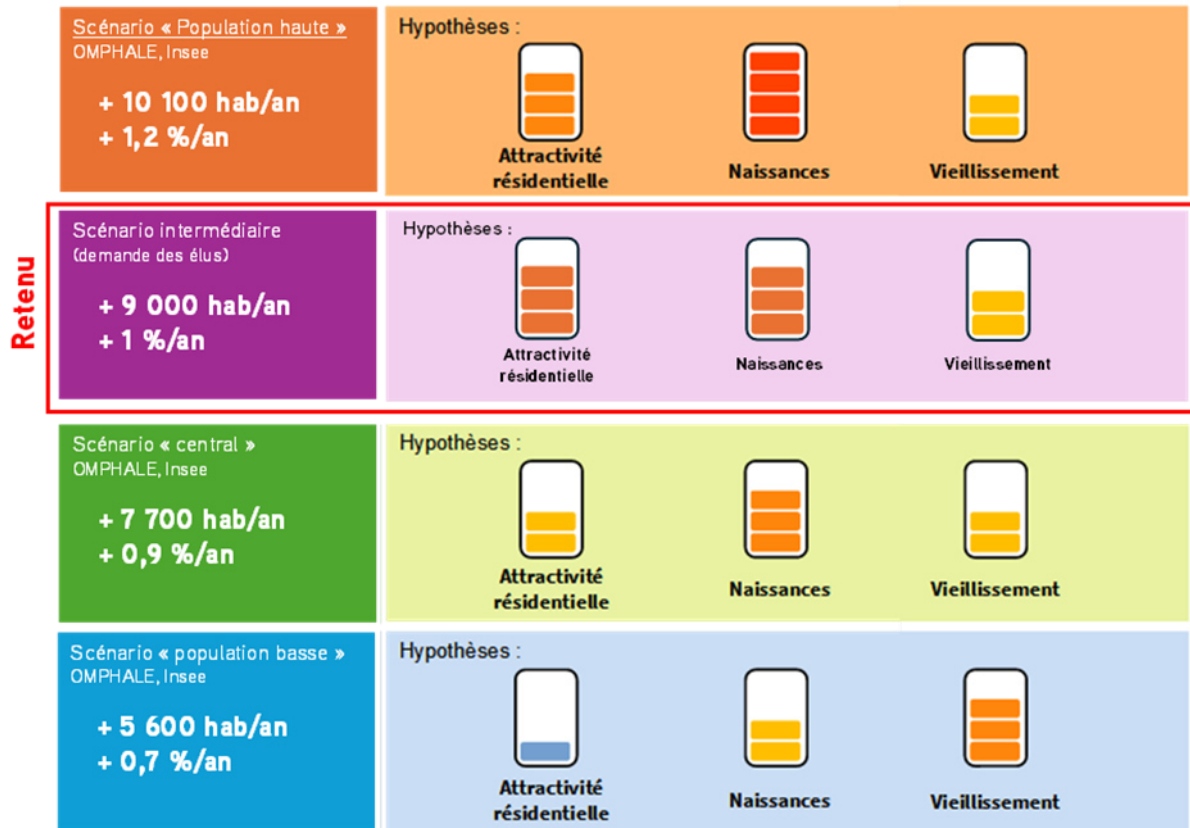 Scénario « Population haute »
OMPHALE, Insee
+ 10 100 hab/an
+ 1,2 %/an
Hypothèses :
Attractivité
résidentielle
Naissances
Vieillissement
Retenu
Scénario intermédiaire
(demande des élus)
+ 9 000 hab/an
+ 1 %/an
Hypothèses :
Attractivité
résidentielle
Naissances
Vieillissement
Scénario « central »
OMPHALE, Insee
+ 7 700 hab/an
+ 0,9 %/an
Hypothèses :
Attractivité
résidentielle
Naissances
Vieillissement
Scénario « population basse »
OMPHALE, Insee
+ 5 600 hab/an
+ 0,7 %/an
Hypothèses :
Attractivité
résidentielle
Naissances
Vieillissement